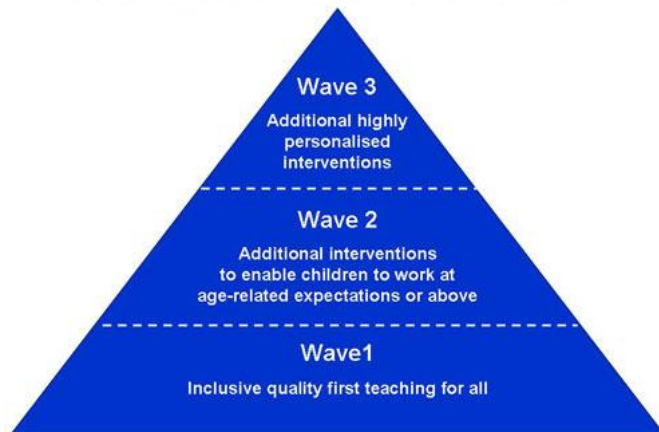 Wave 3
Additional highly
personalised
interventions
Wave 2
Additional interventions
to enable children to work at
age-related expectations or above
Wave1
Inclusive quality first teaching for all